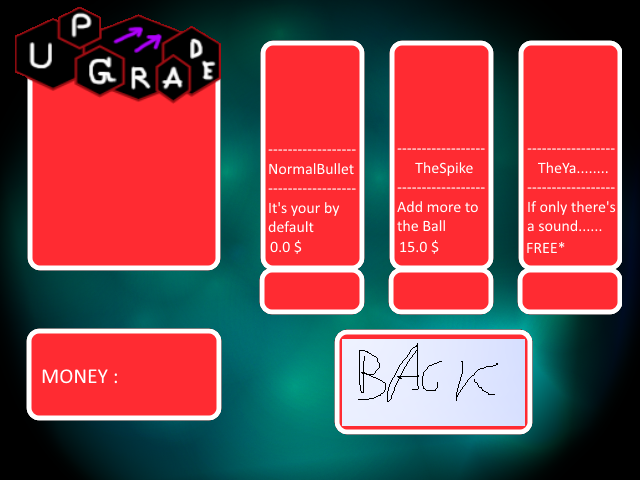 UPGRADE
------------------
NormalBullet
------------------
It's your by
default
0.0 $
------------------
TheSpike
------------------
Add more to
the Ball
15.0 $
------------------
TheYa........
------------------
If only there's
a sound......
FREE*
MONEY :
BACK